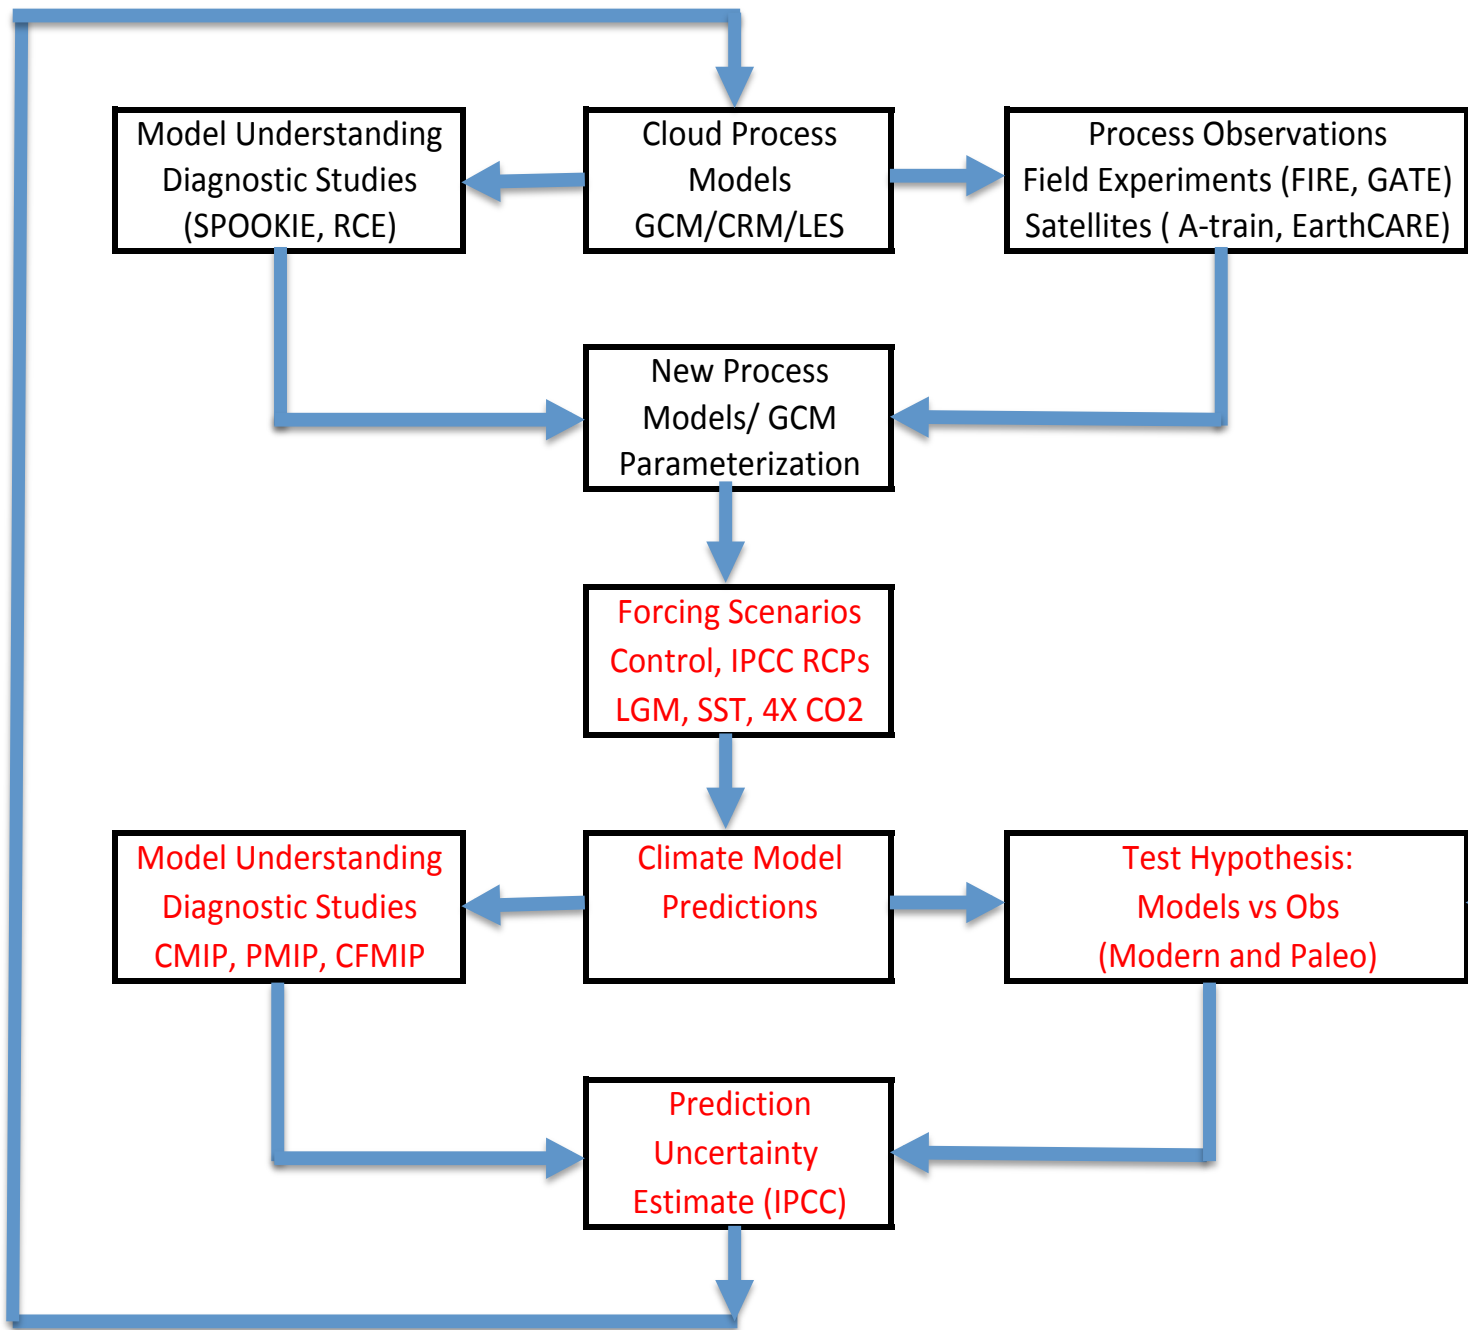 Model Understanding
Diagnostic Studies
(SPOOKIE, RCE)
Cloud Process
Models
GCM/CRM/LES
Process Observations
Field Experiments (FIRE, GATE)
Satellites ( A-train, EarthCARE)
New Process
Models/ GCM
Parameterization
Forcing Scenarios
Control, IPCC RCPs
LGM, SST, 4X CO2
Model Understanding
Diagnostic Studies
CMIP, PMIP, CFMIP
Climate Model
Predictions
Test Hypothesis:
Models vs Obs
(Modern and Paleo)
Prediction
Uncertainty
Estimate (IPCC)